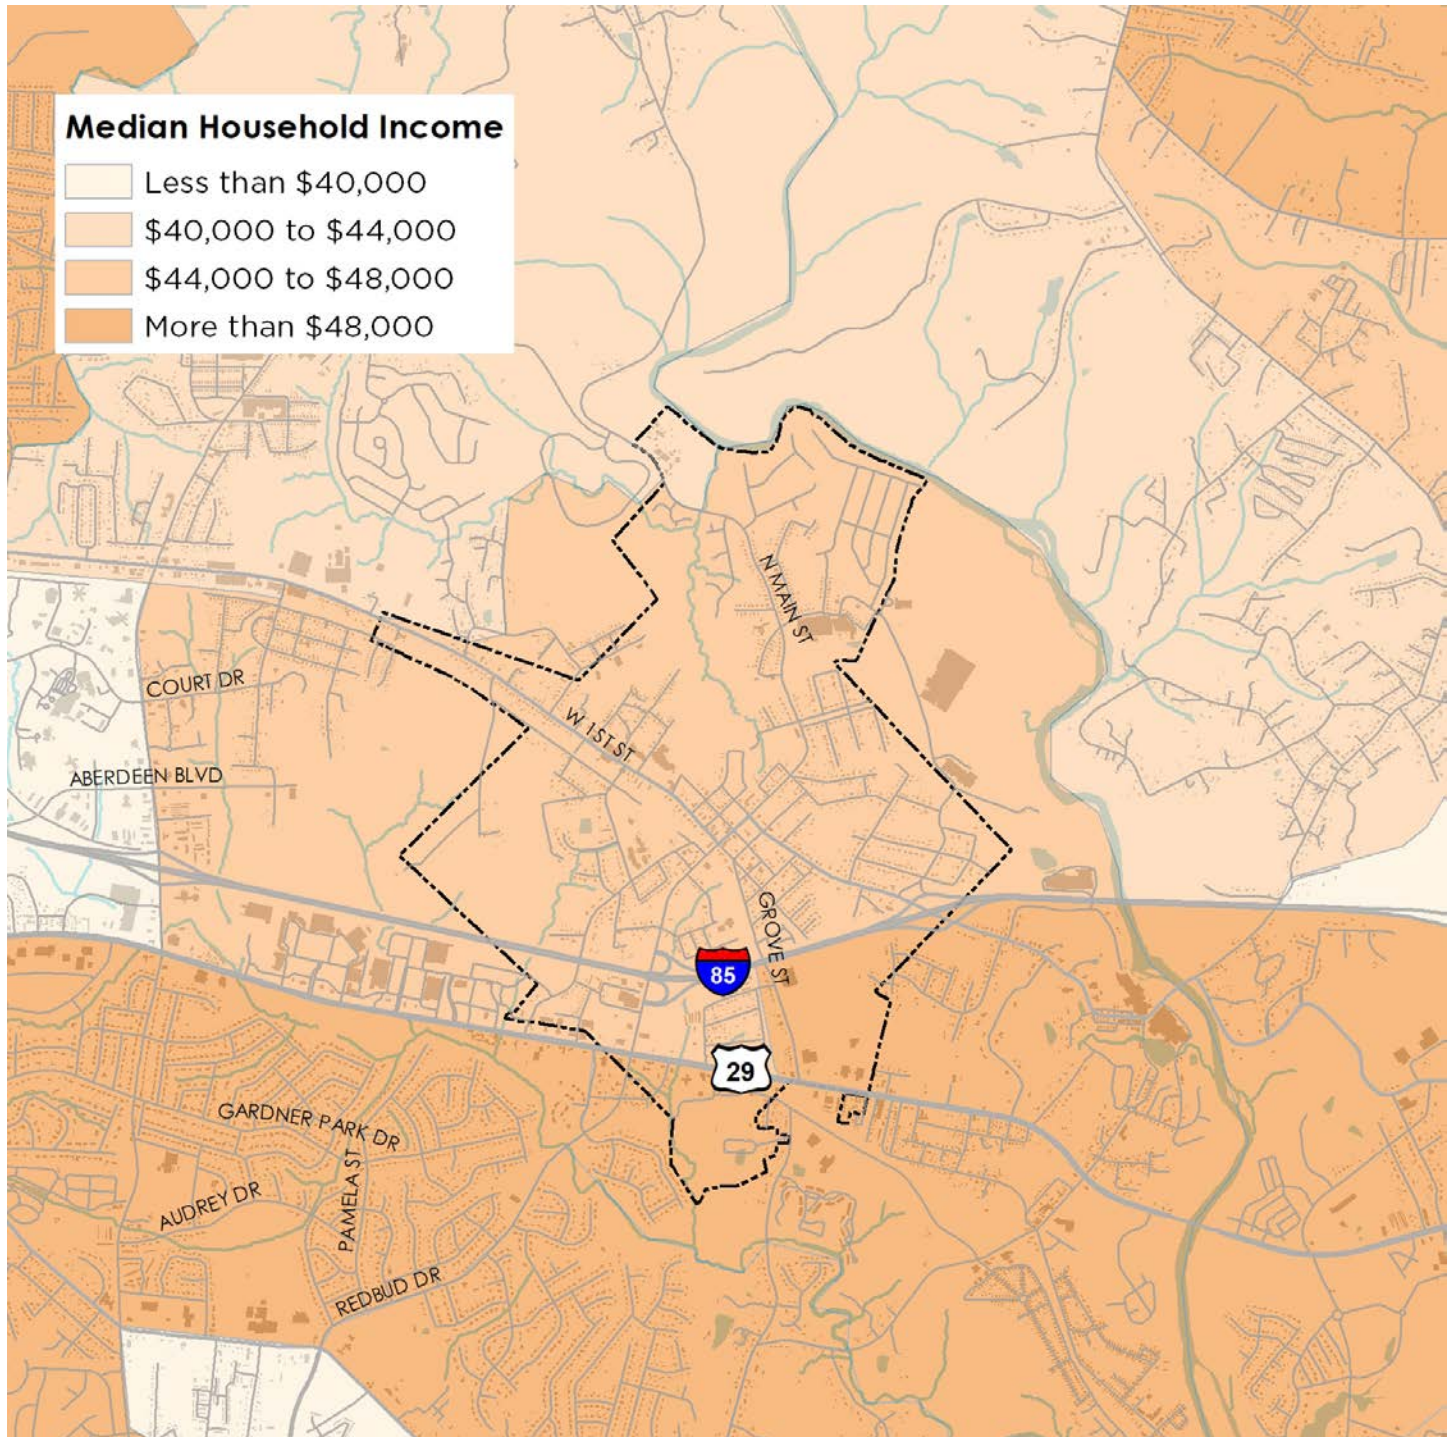 Median Household Income
Less than $40,000
$40,000 to $44,000
$44,000 to $48,000
More than $48,000
N MAIN ST
COURT DR
W 1ST ST
ABERDEEN BLVD
GROVE ST
85
29
GARDNER PARK DR
PAMELA ST
AUDREY DR
REDBUD DR